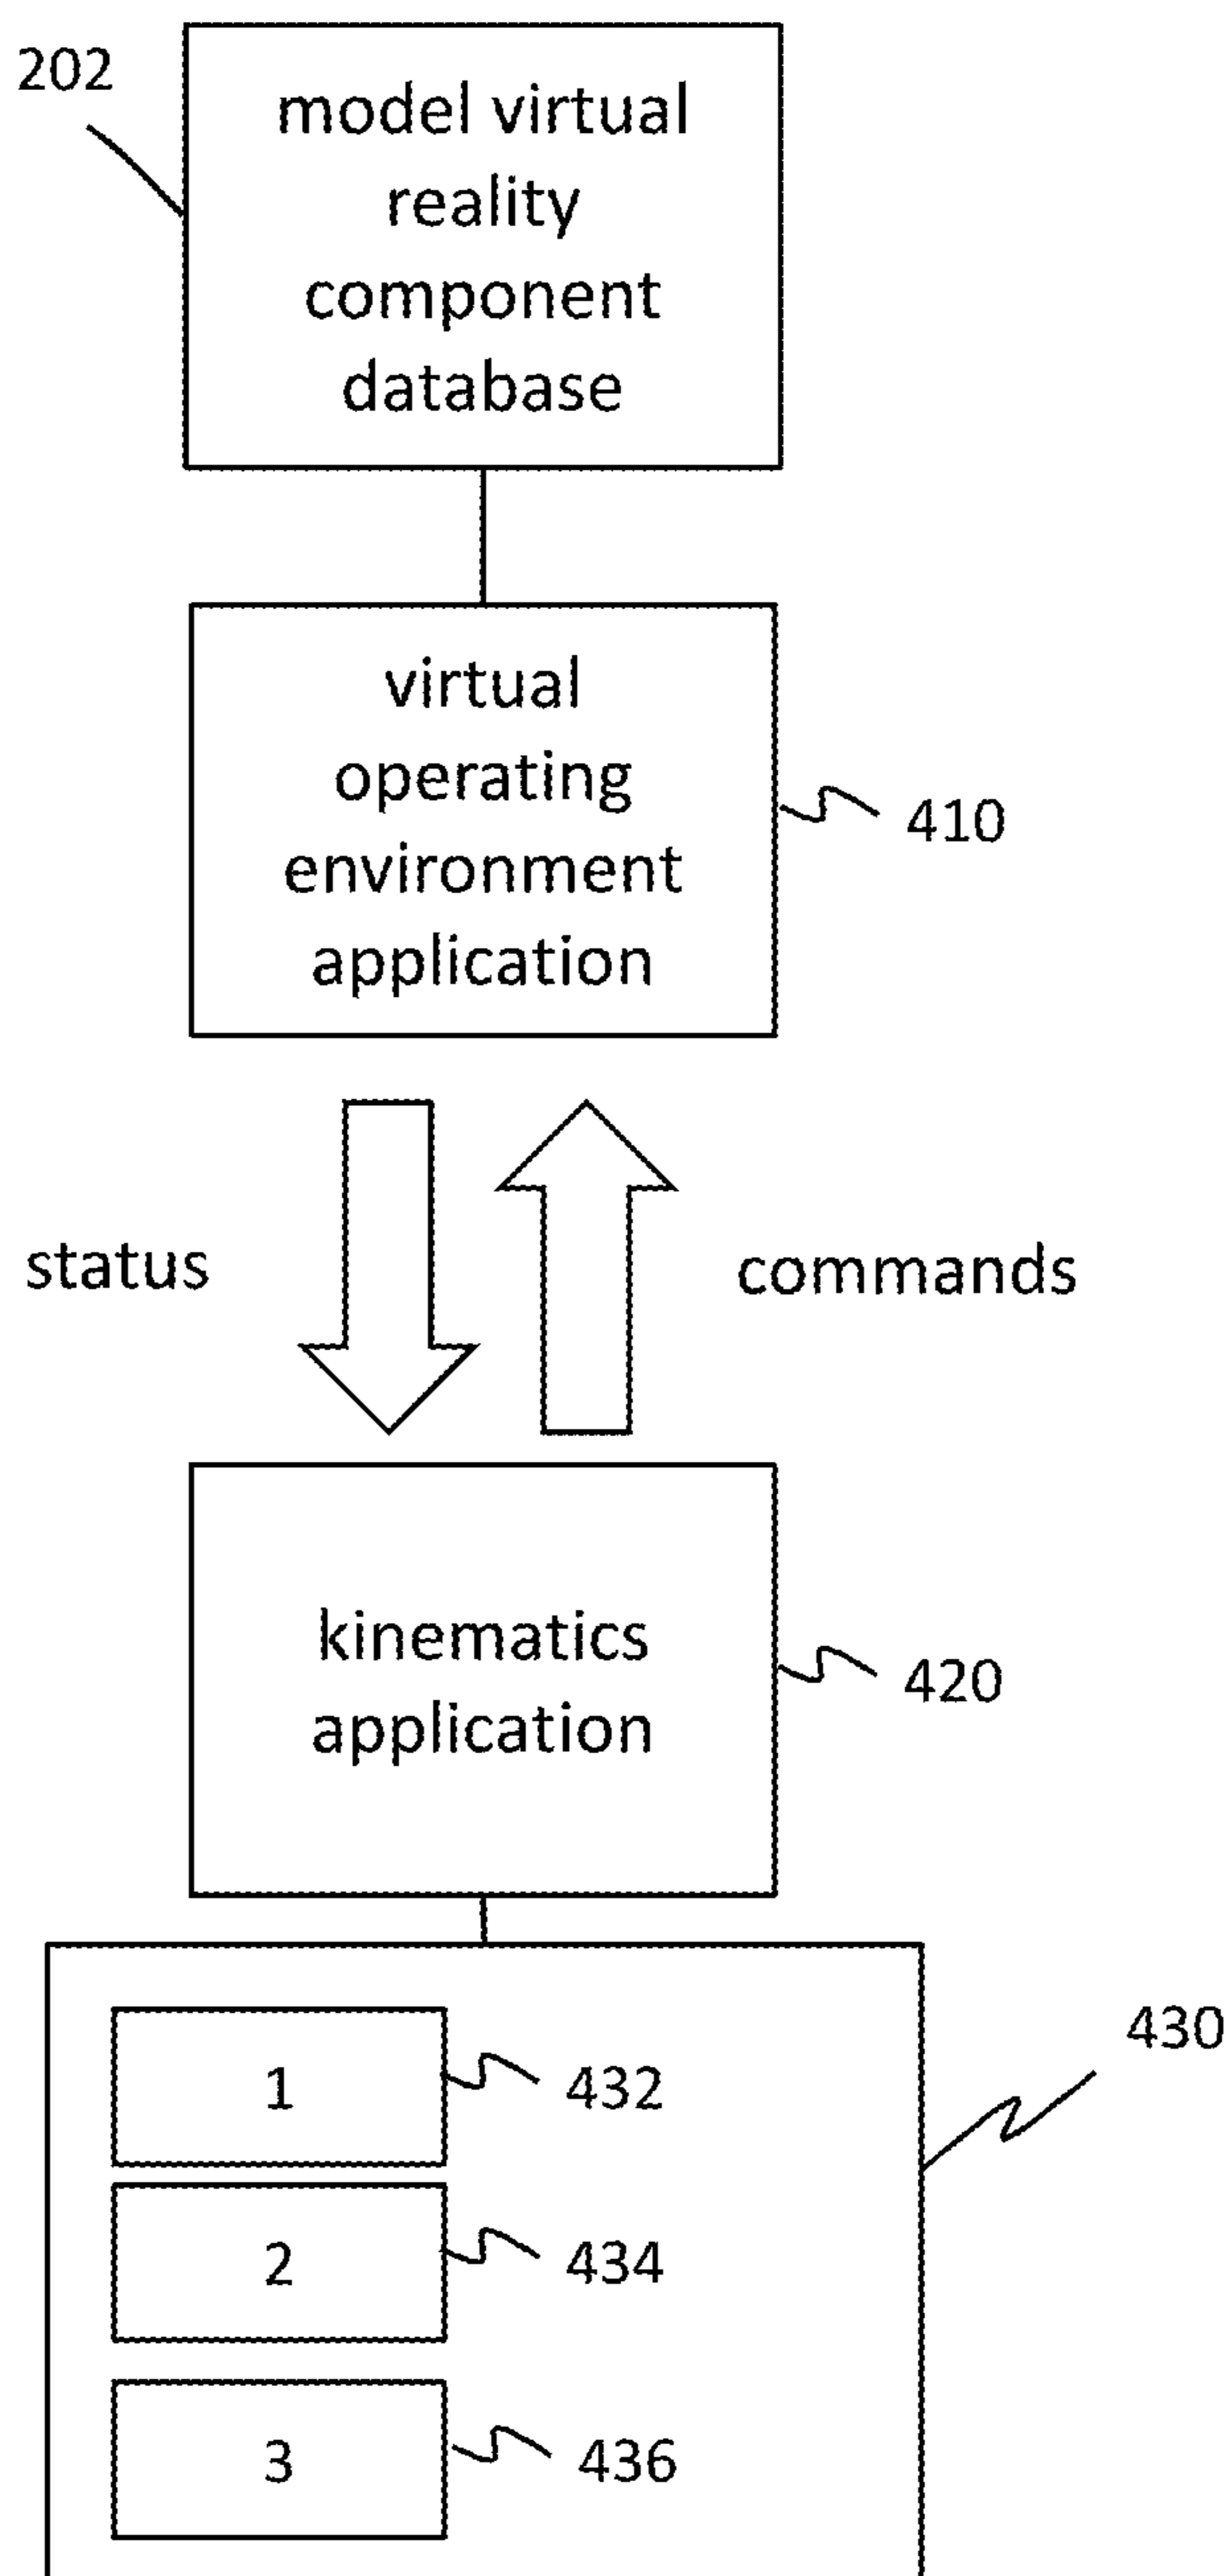 202
model virtual
reality
component
database
virtual
operating
environment
application
410
status
commands
kinematics
application
420
430
1
432
2
434
3
436